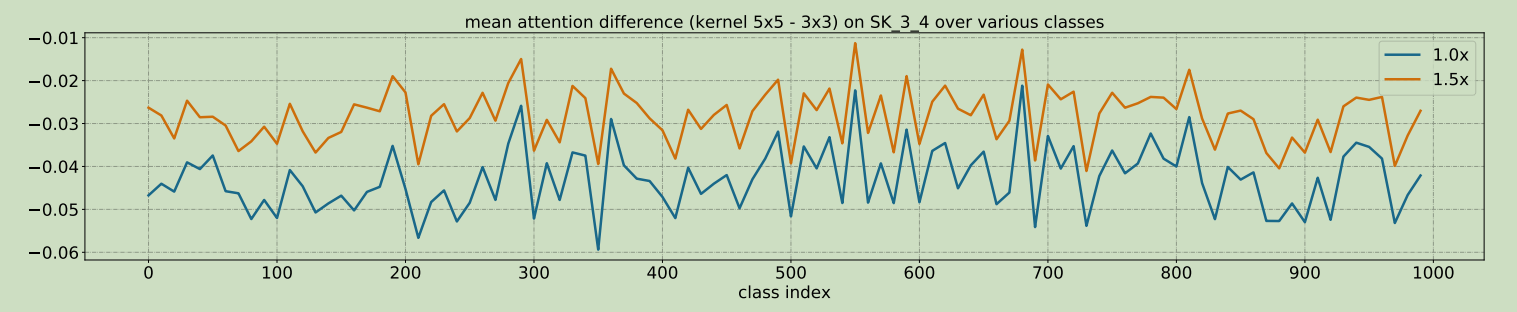 mean attention difference (kernel 5x5 - 3x3) on SK_3_4 over various classes
−0.01
−0.02
−0.03
−0.04
−0.05
−0.06
1.0x
1.5x
0 100 200 300 400 500 600 700 800 900 1000
class index